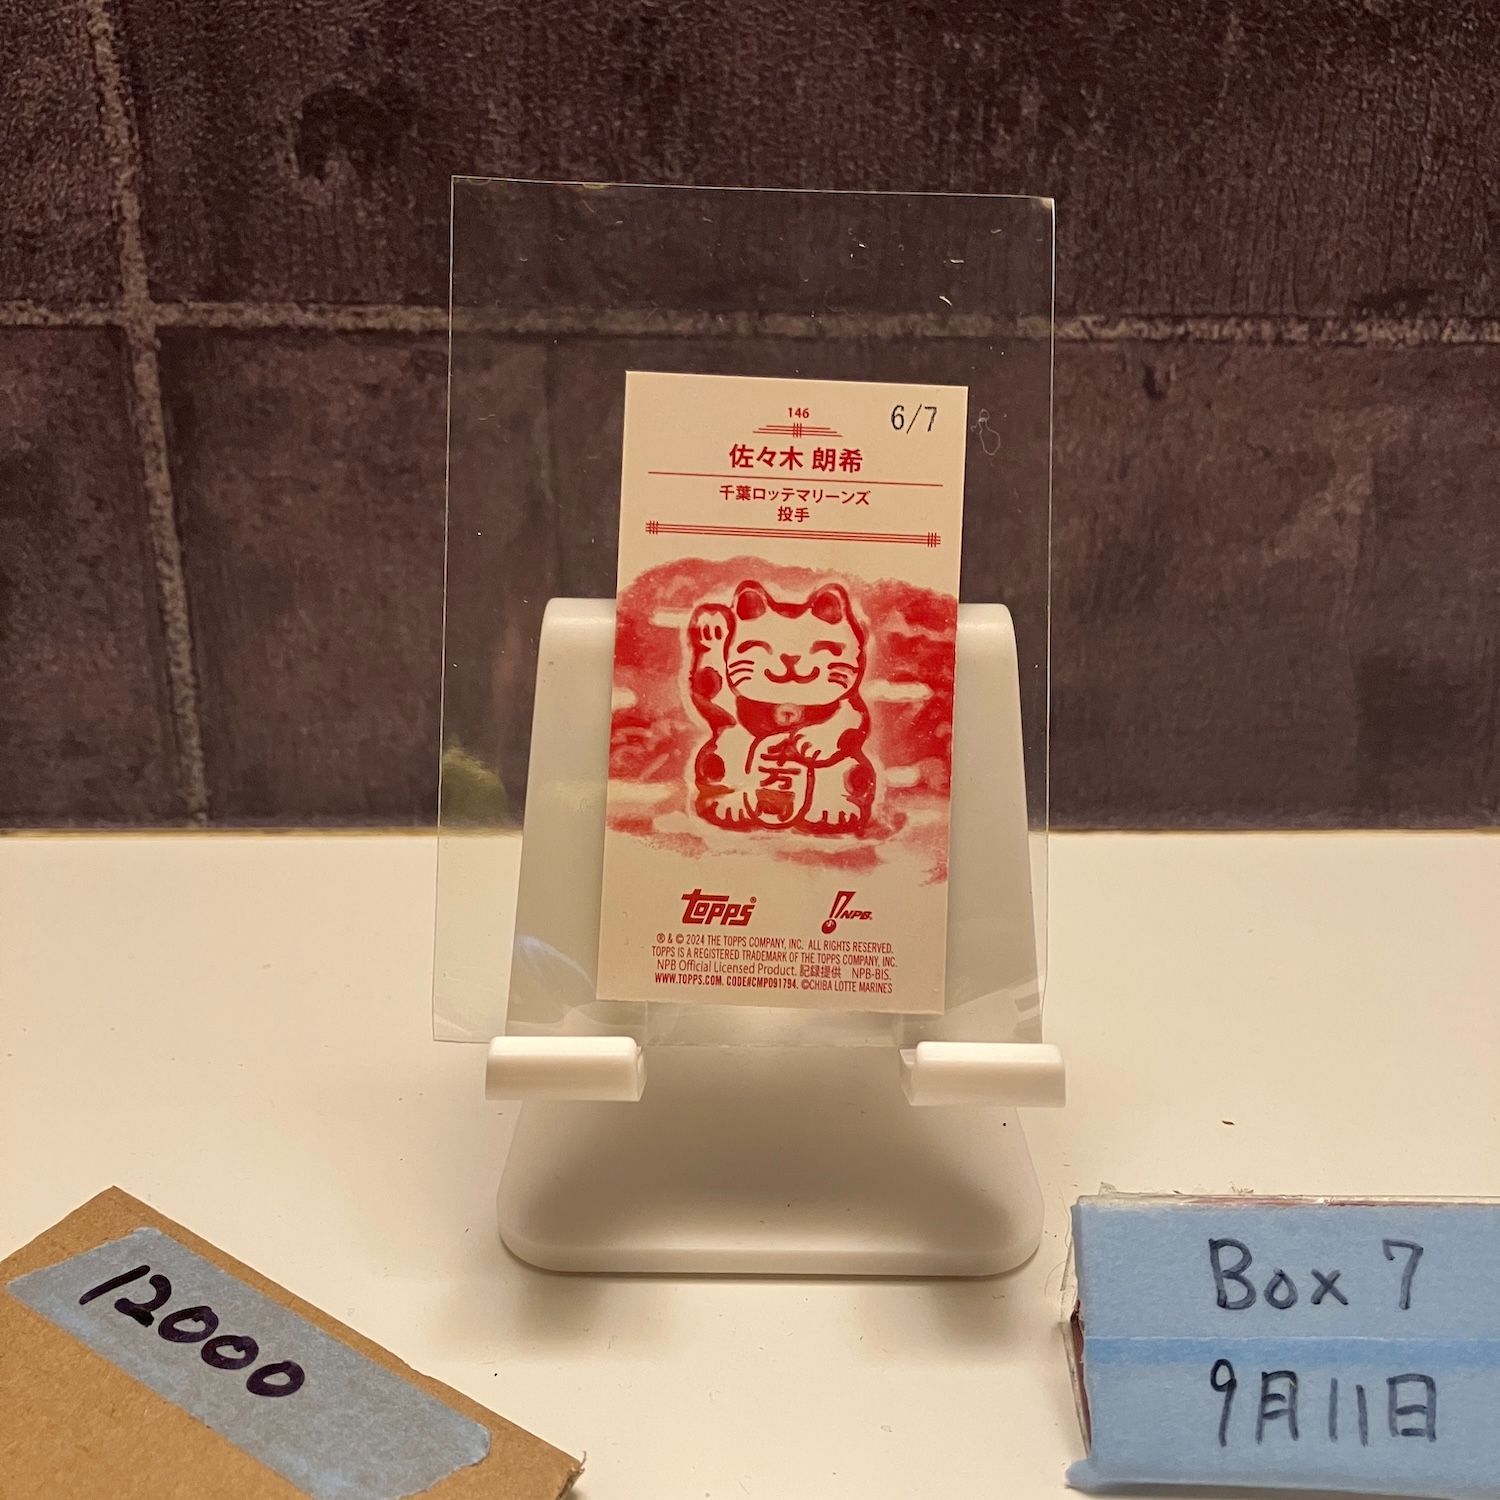 146
6/7
佐々木 朗希
千葉ロッテマリーンズ
投手
千万両
topps®
NPB®
® & © 2024 THE TOPPS COMPANY, INC. ALL RIGHTS RESERVED.
TOPPS IS A REGISTERED TRADEMARK OF THE TOPPS COMPANY, INC.
NPB Official Licensed Product. 記録提供 NPB-BIS.
WWW.TOPPS.COM. CODE#CMP091794. ©CHIBA LOTTE MARINES
12000
Box 7
9月11日